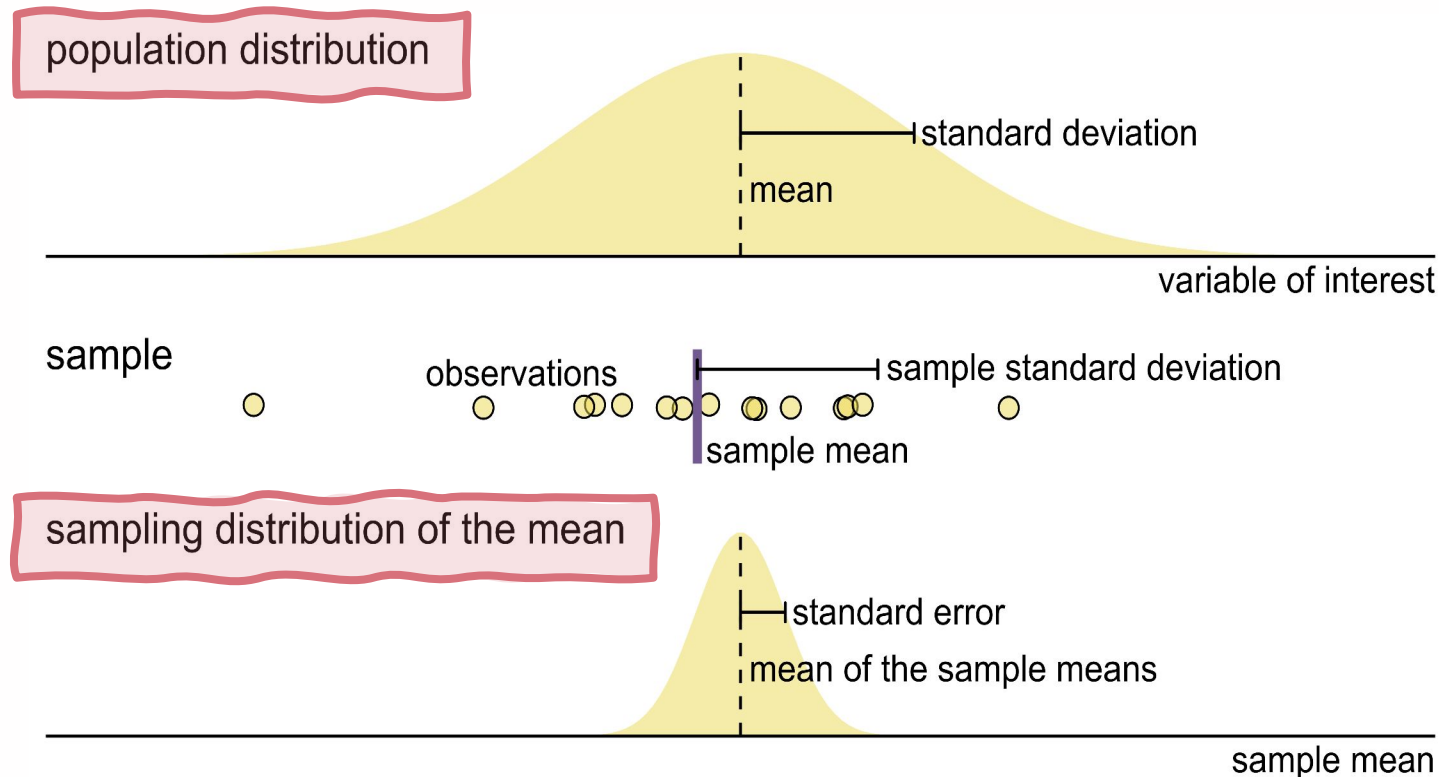 population distribution
standard deviation
mean
variable of interest
sample
observations
sample standard deviation
sample mean
sampling distribution of the mean
standard error
mean of the sample means
sample mean